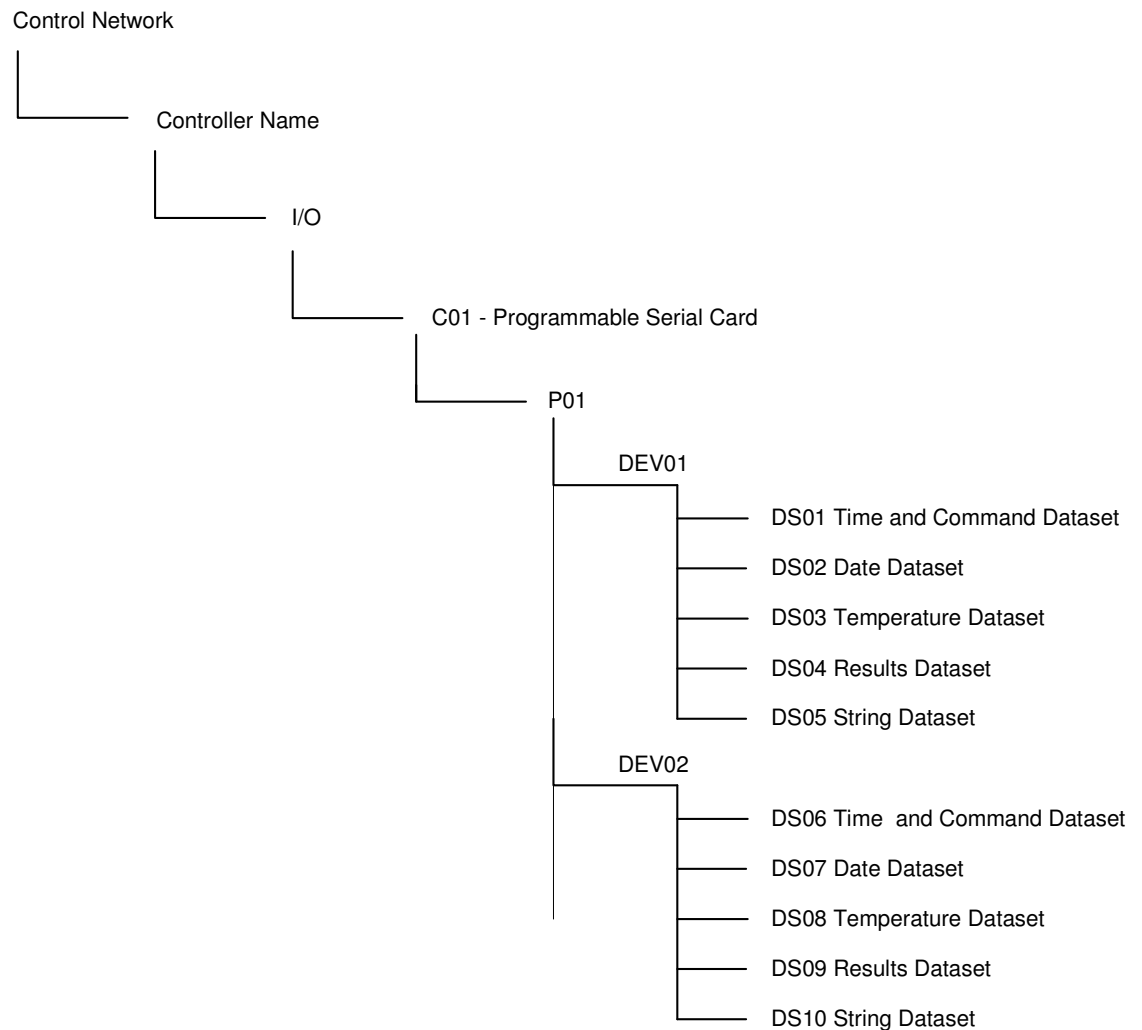 Control Network
Controller Name
I/O
C01 - Programmable Serial Card
P01
DEV01
DS01 Time and Command Dataset
DS02 Date Dataset
DS03 Temperature Dataset
DS04 Results Dataset
DS05 String Dataset
DEV02
DS06 Time  and Command Dataset
DS07 Date Dataset
DS08 Temperature Dataset
DS09 Results Dataset
DS10 String Dataset